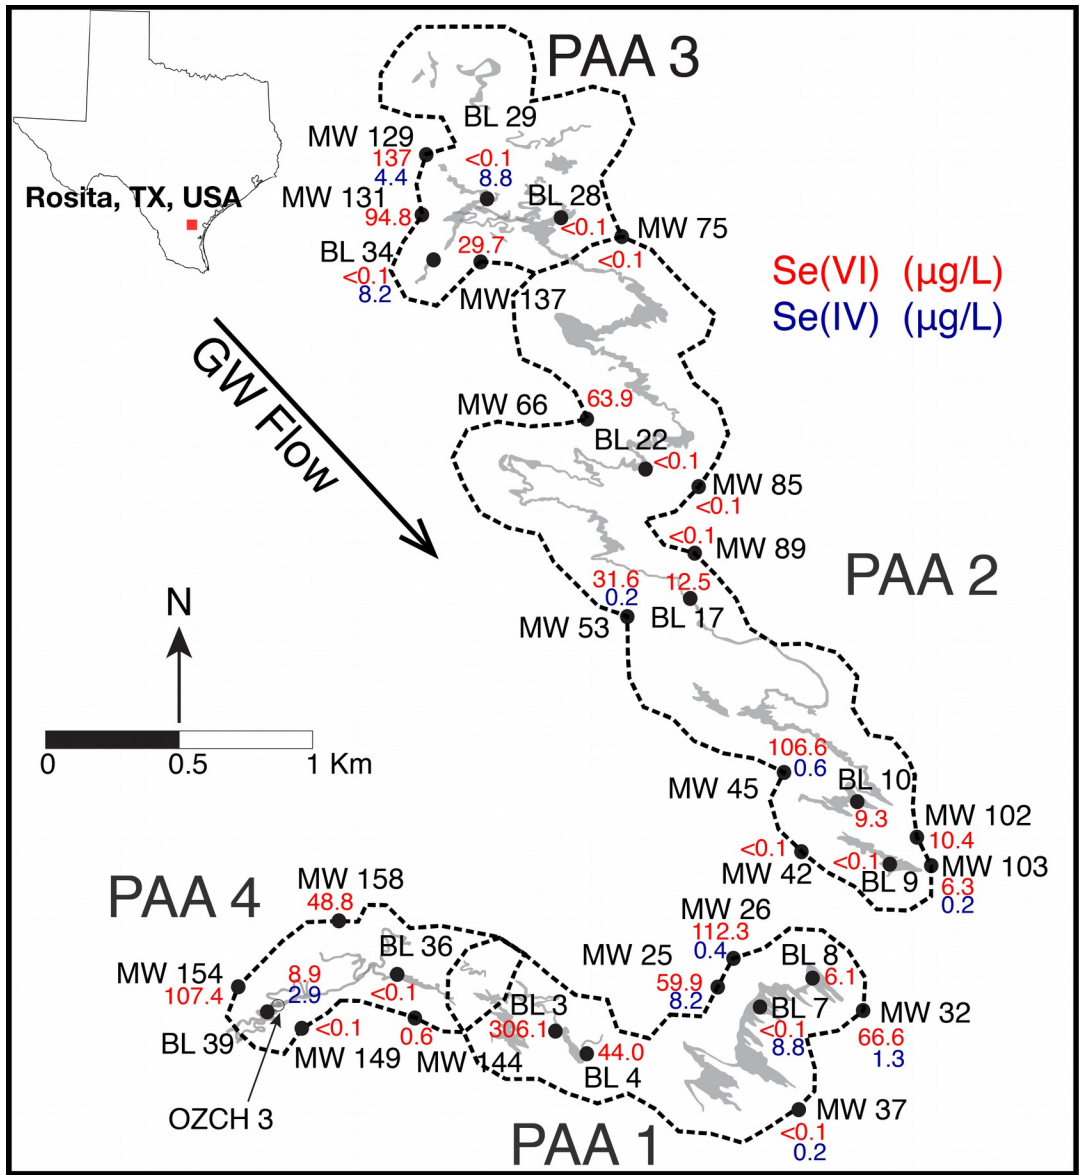 PAA 3
BL 29
MW 129
137
4.4
<0.1
8.8
Rosita, TX, USA
MW 131
94.8
BL 28
<0.1
MW 75
<0.1
BL 34
<0.1
8.2
29.7
MW 137
Se(VI) (µg/L)
Se(IV) (µg/L)
GW Flow
MW 66
63.9
BL 22
<0.1
MW 85
<0.1
<0.1
MW 89
PAA 2
31.6
0.2
12.5
MW 53
BL 17
N
0
0.5
1 Km
106.6
0.6
MW 45
BL 10
9.3
MW 102
10.4
<0.1
MW 42
<0.1
BL 9
MW 103
6.3
0.2
PAA 4
MW 158
48.8
MW 26
112.3
0.4
MW 25
59.9
8.2
BL 36
<0.1
BL 8
6.1
MW 154
107.4
8.9
2.9
BL 3
306.1
BL 7
<0.1
8.8
MW 32
66.6
1.3
BL 39
<0.1
MW 149
0.6
MW 144
44.0
BL 4
OZCH 3
MW 37
<0.1
0.2
PAA 1